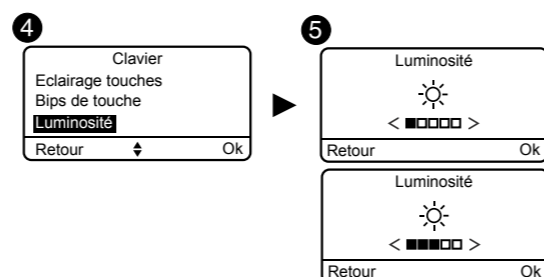 4
Clavier
Eclairage touches
Bips de touche
Luminosité
Retour Ok
5
Luminosité
< >
Retour Ok
Luminosité
< >
Retour Ok